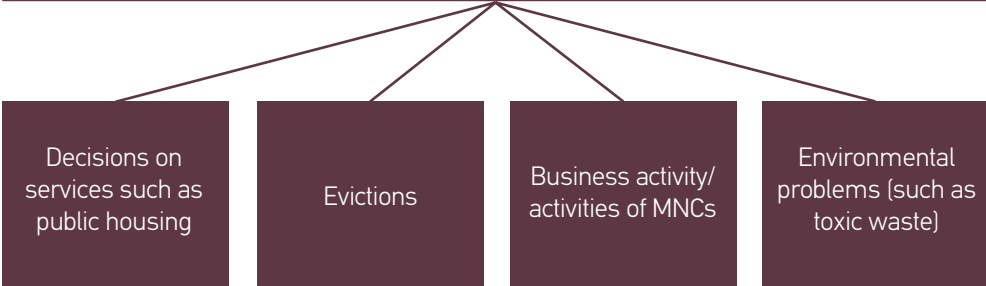 Decisions on
services such as
public housing
Evictions
Business activity/
activities of MNCs
Environmental
problems (such as
toxic waste)